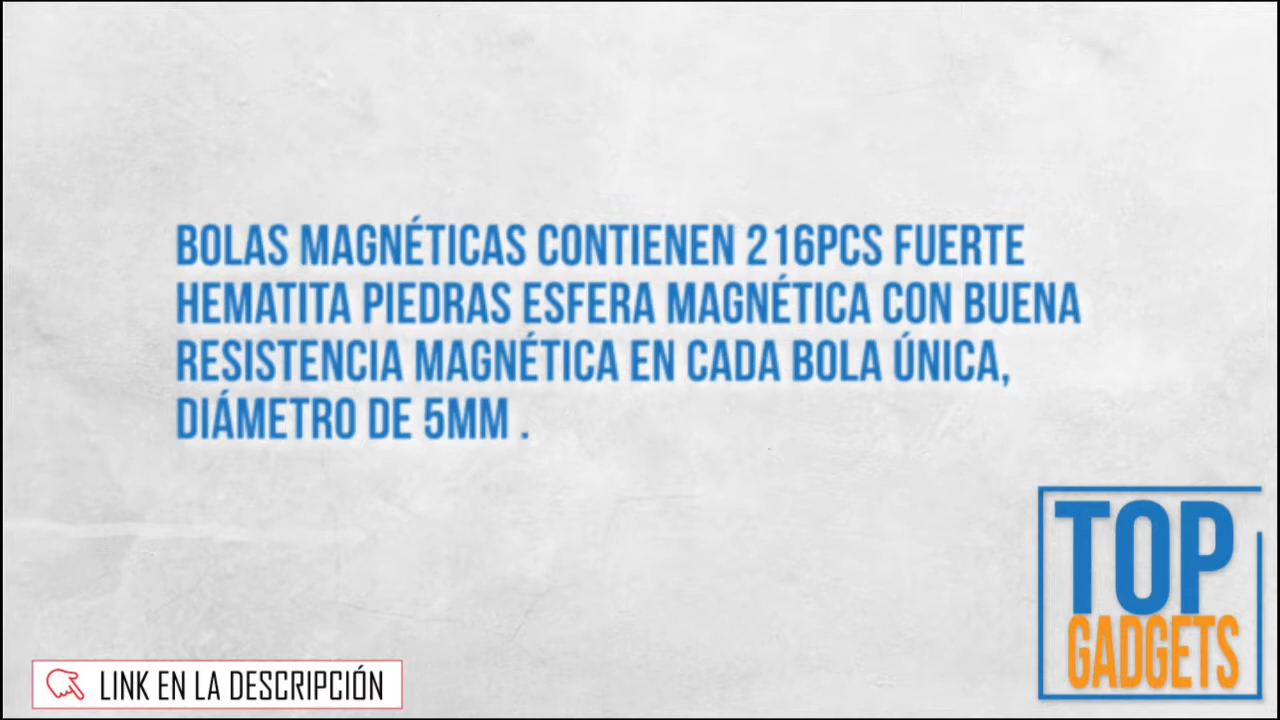 BOLAS MAGNÉTICAS CONTIENEN 216PCS FUERTE
HEMATITA PIEDRAS ESFERA MAGNÉTICA CON BUENA
RESISTENCIA MAGNÉTICA EN CADA BOLA ÚNICA,
DIÁMETRO DE 5MM .
TOP
GADGETS
LINK EN LA DESCRIPCIÓN